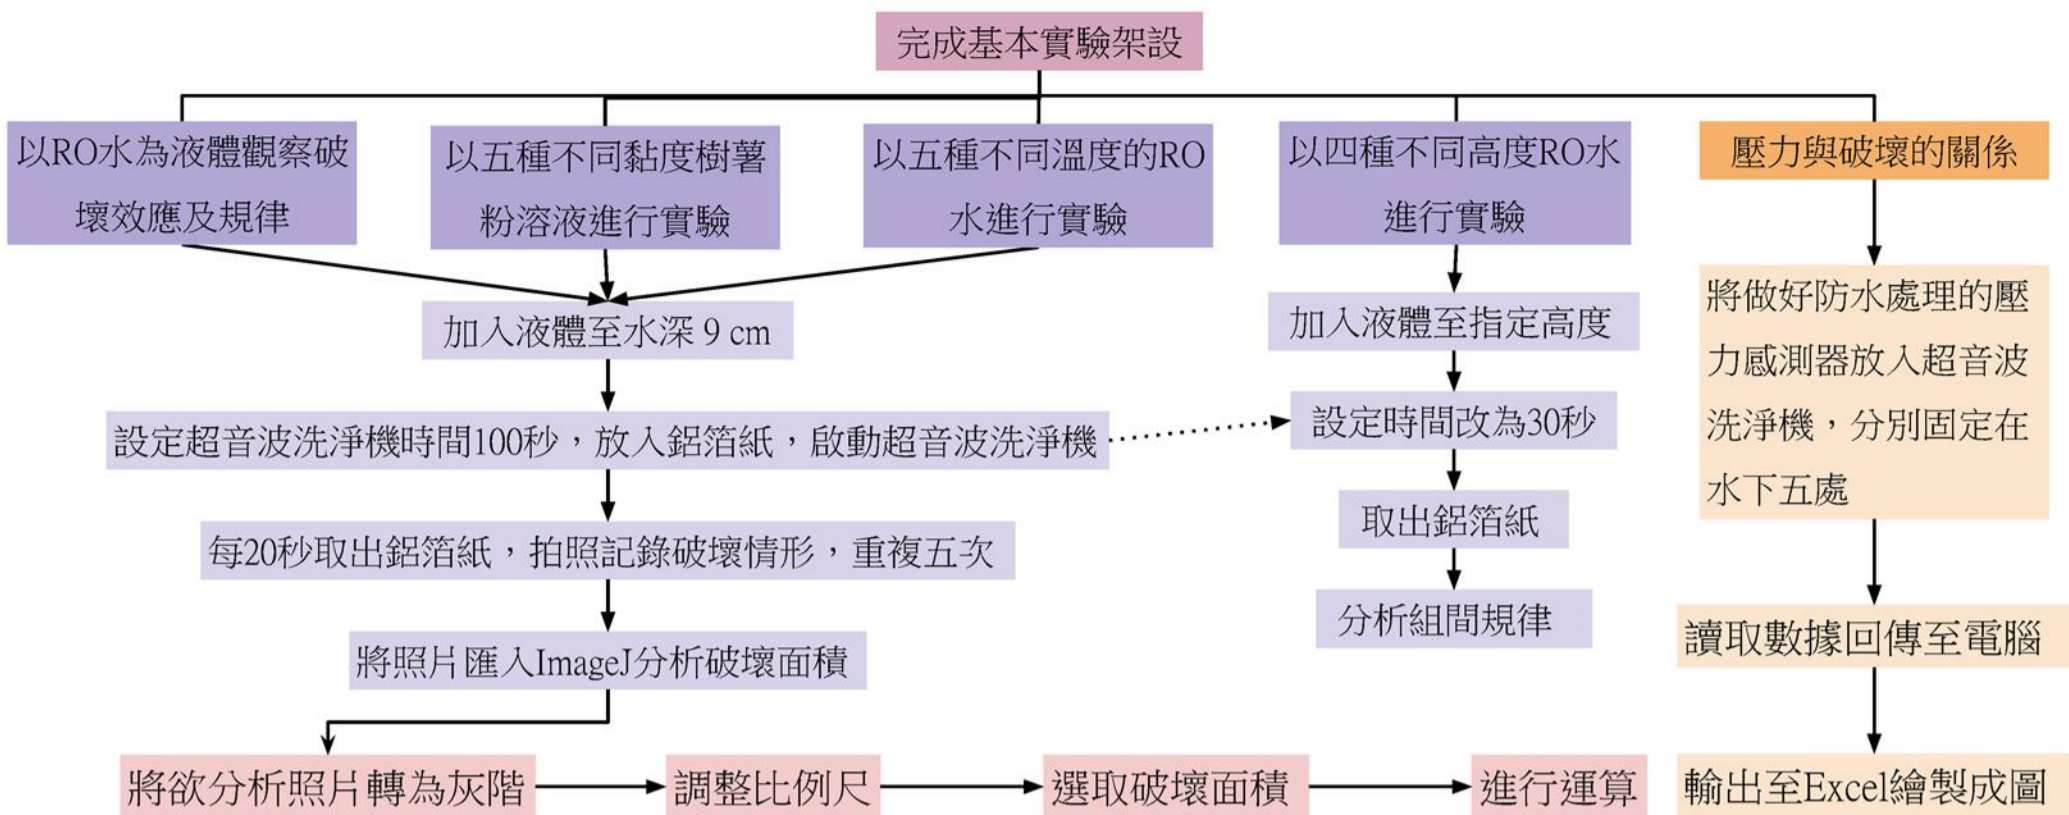 完成基本實驗架設
以RO水為液體觀察破
壞效應及規律
以五種不同黏度樹薯
粉溶液進行實驗
以五種不同溫度的RO
水進行實驗
以四種不同高度RO水
進行實驗
壓力與破壞的關係
加入液體至水深 9 cm
設定超音波洗淨機時間100秒，放入鋁箔紙，啟動超音波洗淨機
每20秒取出鋁箔紙，拍照記錄破壞情形，重複五次
將照片匯入ImageJ分析破壞面積
將欲分析照片轉為灰階
調整比例尺
選取破壞面積
進行運算
加入液體至指定高度
設定時間改為30秒
取出鋁箔紙
分析組間規律
將做好防水處理的壓
力感測器放入超音波
洗淨機，分別固定在
水下五處
讀取數據回傳至電腦
輸出至Excel繪製成圖